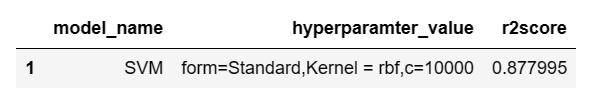 model_name hyperparamter_value r2score
1 SVM form=Standard,Kernel = rbf,c=10000 0.877995